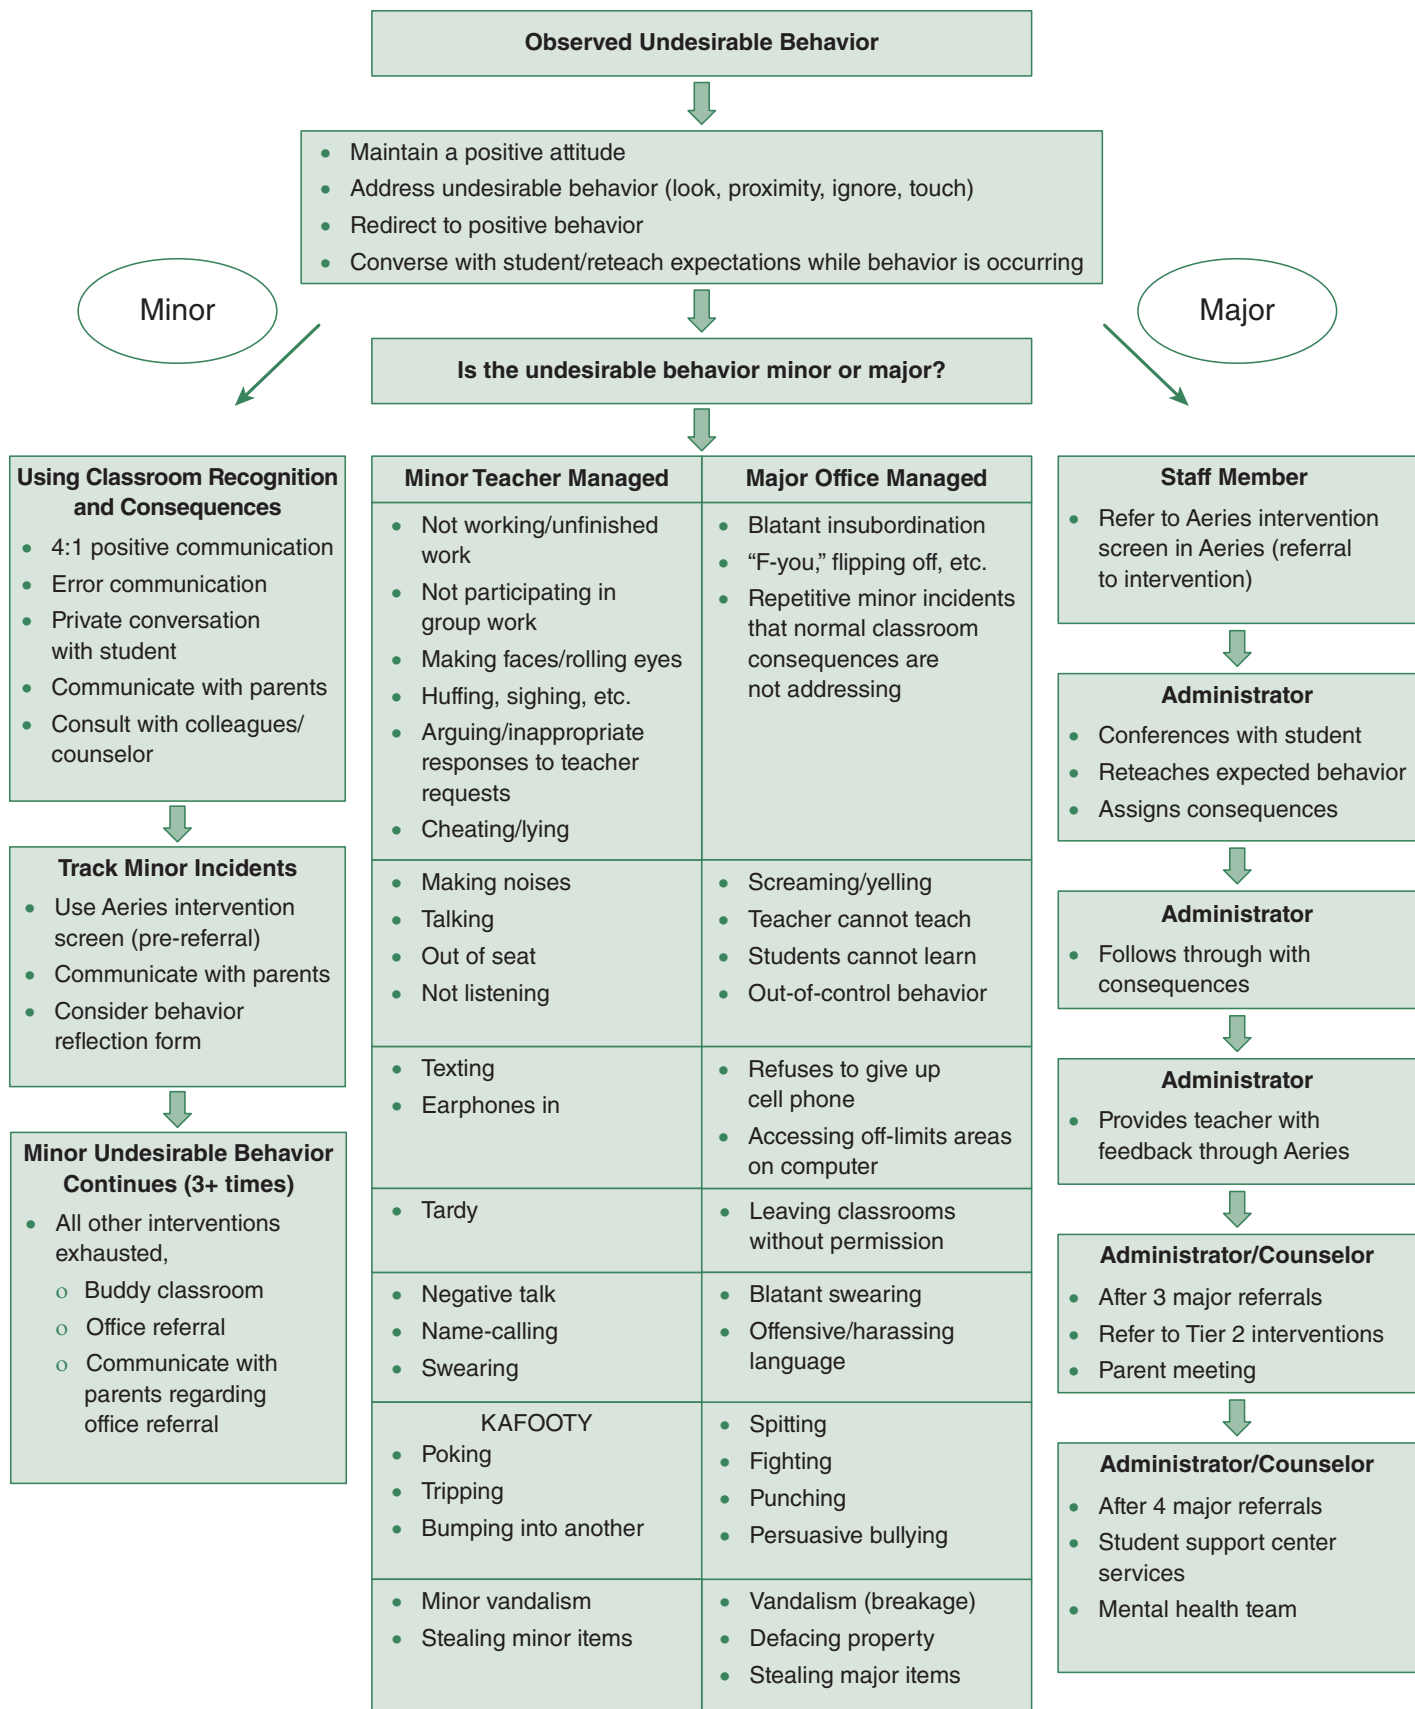 Observed Undesirable Behavior
• Maintain a positive attitude
• Address undesirable behavior (look, proximity, ignore, touch)
• Redirect to positive behavior
• Converse with student/reteach expectations while behavior is occurring
Minor
Major
Is the undesirable behavior minor or major?
Using Classroom Recognition
and Consequences
• 4:1 positive communication
• Error communication
• Private conversation
with student
• Communicate with parents
• Consult with colleagues/
counselor
Track Minor Incidents
• Use Aeries intervention
screen (pre-referral)
• Communicate with parents
• Consider behavior
reflection form
Minor Undesirable Behavior
Continues (3+ times)
• All other interventions
exhausted,
o Buddy classroom
o Office referral
o Communicate with
parents regarding
office referral
Minor Teacher Managed
• Not working/unfinished
work
• Not participating in
group work
• Making faces/rolling eyes
• Huffing, sighing, etc.
• Arguing/inappropriate
responses to teacher
requests
• Cheating/lying
Major Office Managed
• Blatant insubordination
• “F-you,” flipping off, etc.
• Repetitive minor incidents
that normal classroom
consequences are
not addressing
• Making noises
• Talking
• Out of seat
• Not listening
• Screaming/yelling
• Teacher cannot teach
• Students cannot learn
• Out-of-control behavior
• Texting
• Earphones in
• Refuses to give up
cell phone
• Accessing off-limits areas
on computer
• Tardy
• Leaving classrooms
without permission
• Negative talk
• Name-calling
• Swearing
• Blatant swearing
• Offensive/harassing
language
KAFOOTY
• Poking
• Tripping
• Bumping into another
• Spitting
• Fighting
• Punching
• Persuasive bullying
• Minor vandalism
• Stealing minor items
• Vandalism (breakage)
• Defacing property
• Stealing major items
Staff Member
• Refer to Aeries intervention
screen in Aeries (referral
to intervention)
Administrator
• Conferences with student
• Reteaches expected behavior
• Assigns consequences
Administrator
• Follows through with
consequences
Administrator
• Provides teacher with
feedback through Aeries
Administrator/Counselor
• After 3 major referrals
• Refer to Tier 2 interventions
• Parent meeting
Administrator/Counselor
• After 4 major referrals
• Student support center
services
• Mental health team